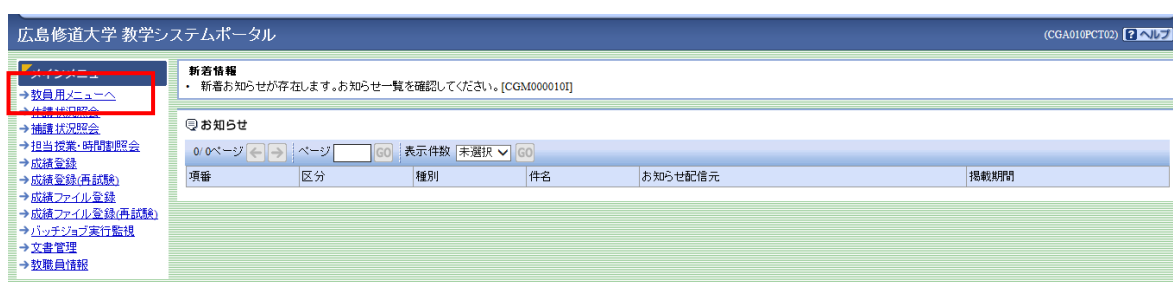 広島修道大学 教学システムポータル
(CGA010PCT02) ? ヘルプ
メインメニュー
→教員用メニューへ
→休講状況照会
→補講状況照会
→担当授業・時間割照会
→成績登録
→成績登録(再試験)
→成績ファイル登録
→成績ファイル登録(再試験)
→バッチジョブ実行監視
→文書管理
→教職員情報
新着情報
・ 新着お知らせが存在します。お知らせ一覧を確認してください。[CGM000010I]
お知らせ
0/0ページ ← → ページ GO 表示件数 未選択 GO
項番 区分 種別 件名 お知らせ配信元 掲載期間